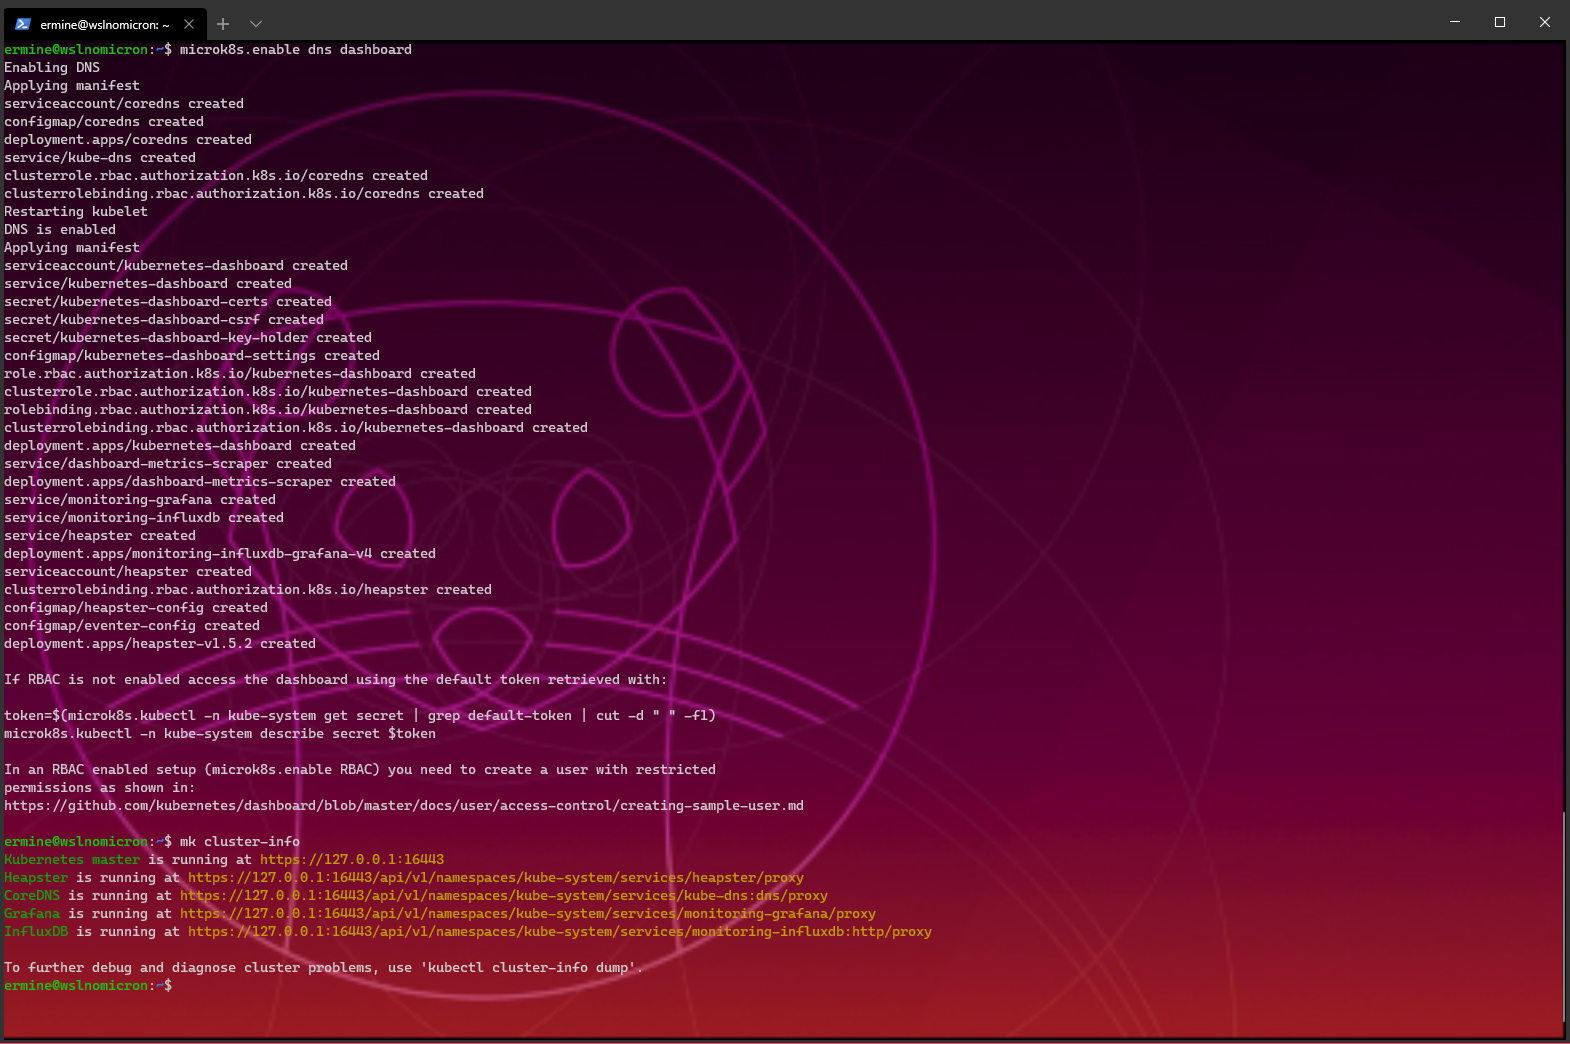 ermine@wslnomicron: ~
ermine@wslnomicron:~$ microk8s.enable dns dashboard
Enabling DNS
Applying manifest
serviceaccount/coredns created
configmap/coredns created
deployment.apps/coredns created
service/kube-dns created
clusterrole.rbac.authorization.k8s.io/coredns created
clusterrolebinding.rbac.authorization.k8s.io/coredns created
Restarting kubelet
DNS is enabled
Applying manifest
serviceaccount/kubernetes-dashboard created
service/kubernetes-dashboard created
secret/kubernetes-dashboard-certs created
secret/kubernetes-dashboard-csrf created
secret/kubernetes-dashboard-key-holder created
configmap/kubernetes-dashboard-settings created
role.rbac.authorization.k8s.io/kubernetes-dashboard created
clusterrole.rbac.authorization.k8s.io/kubernetes-dashboard created
rolebinding.rbac.authorization.k8s.io/kubernetes-dashboard created
clusterrolebinding.rbac.authorization.k8s.io/kubernetes-dashboard created
deployment.apps/kubernetes-dashboard created
service/dashboard-metrics-scraper created
deployment.apps/dashboard-metrics-scraper created
service/monitoring-grafana created
service/monitoring-influxdb created
service/heapster created
deployment.apps/monitoring-influxdb-grafana-v4 created
serviceaccount/heapster created
clusterrolebinding.rbac.authorization.k8s.io/heapster created
configmap/heapster-config created
configmap/eventer-config created
deployment.apps/heapster-v1.5.2 created
If RBAC is not enabled access the dashboard using the default token retrieved with:
token=$(microk8s.kubectl -n kube-system get secret | grep default-token | cut -d " " -f1)
microk8s.kubectl -n kube-system describe secret $token
In an RBAC enabled setup (microk8s.enable RBAC) you need to create a user with restricted
permissions as shown in:
https://github.com/kubernetes/dashboard/blob/master/docs/user/access-control/creating-sample-user.md
ermine@wslnomicron:~$ mk cluster-info
Kubernetes master is running at https://127.0.0.1:16443
Heapster is running at https://127.0.0.1:16443/api/v1/namespaces/kube-system/services/heapster/proxy
CoreDNS is running at https://127.0.0.1:16443/api/v1/namespaces/kube-system/services/kube-dns:dns/proxy
Grafana is running at https://127.0.0.1:16443/api/v1/namespaces/kube-system/services/monitoring-grafana/proxy
InfluxDB is running at https://127.0.0.1:16443/api/v1/namespaces/kube-system/services/monitoring-influxdb:http/proxy
To further debug and diagnose cluster problems, use 'kubectl cluster-info dump'.
ermine@wslnomicron:~$